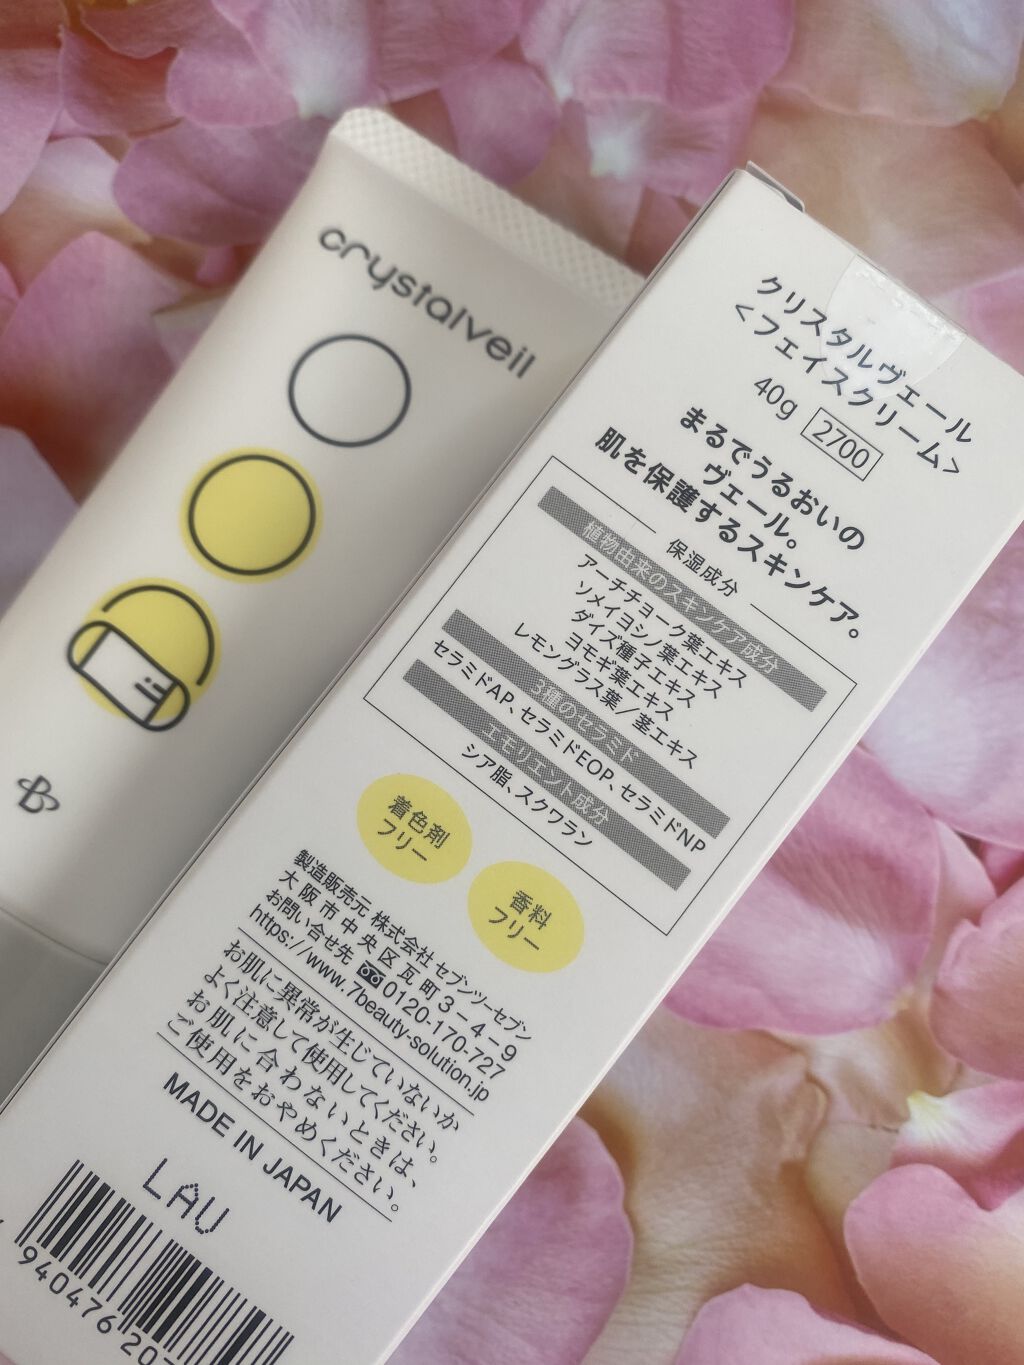 crystalveil
クリスタルヴェール
<フェイスクリーム>
40g 2700
まるでうるおいの
ヴェール。
肌を保護するスキンケア。
保湿成分
植物由来のスキンケア成分
アーチチョーク葉エキス
ソメイヨシノ葉エキス
ダイズ種子エキス
ヨモギ葉エキス
レモングラス葉/茎エキス
3種のセラミド
セラミドAP、セラミドEOP、セラミドNP
エモリエント成分
シア脂、スクワラン
着色剤
フリー
香料
フリー
製造販売元 株式会社セブンツーセブン
大阪市中央区瓦町3-4-9
お問い合せ先 0120-170-727
https://www.7beauty-solution.jp
お肌に異常が生じていないか
よく注意して使用してください。
お肌に合わないときは、
ご使用をおやめください。
MADE IN JAPAN
LAU
940476 207